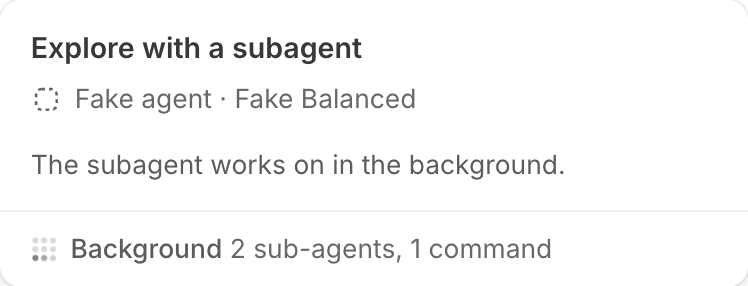 Explore with a subagent
Fake agent · Fake Balanced
The subagent works on in the background.
Background 2 sub-agents, 1 command